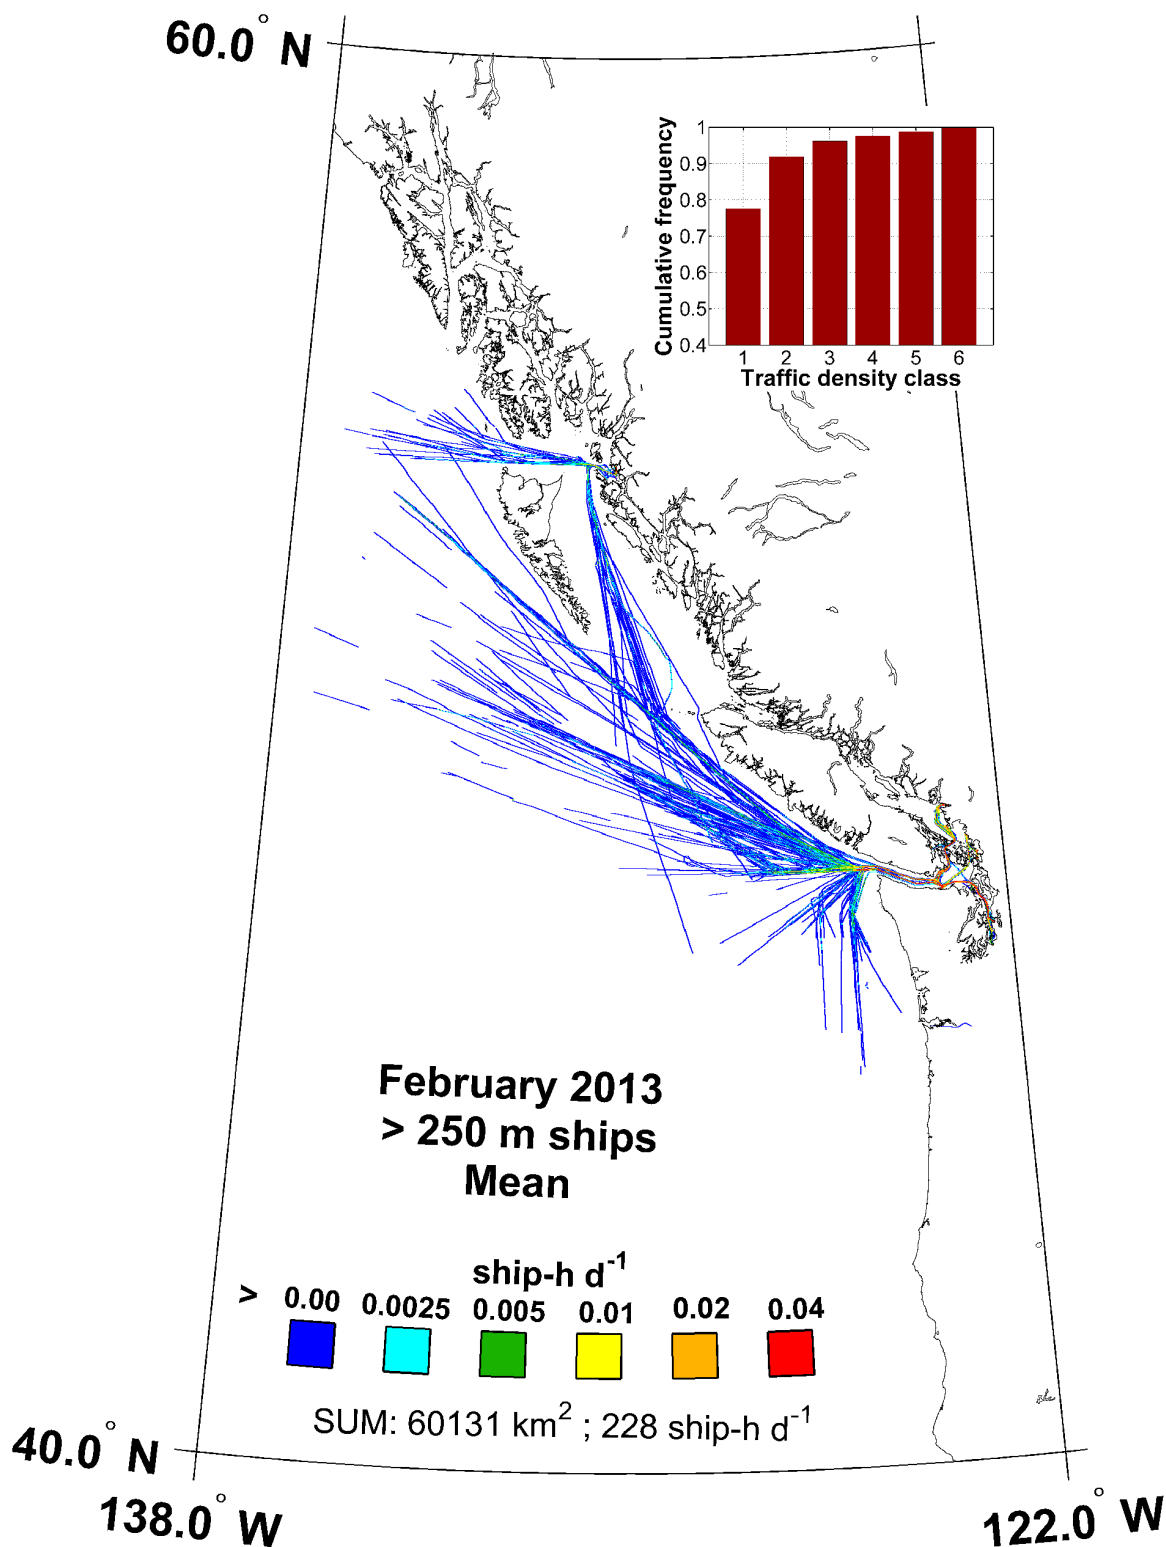 60.0° N
Cumulative frequency
1
0.9
0.8
0.7
0.6
0.5
0.4
1 2 3 4 5 6
Traffic density class
February 2013
> 250 m ships
Mean
ship-h d⁻¹
> 0.00 0.0025 0.005 0.01 0.02 0.04
SUM: 60131 km² ; 228 ship-h d⁻¹
40.0° N
138.0° W
122.0° W